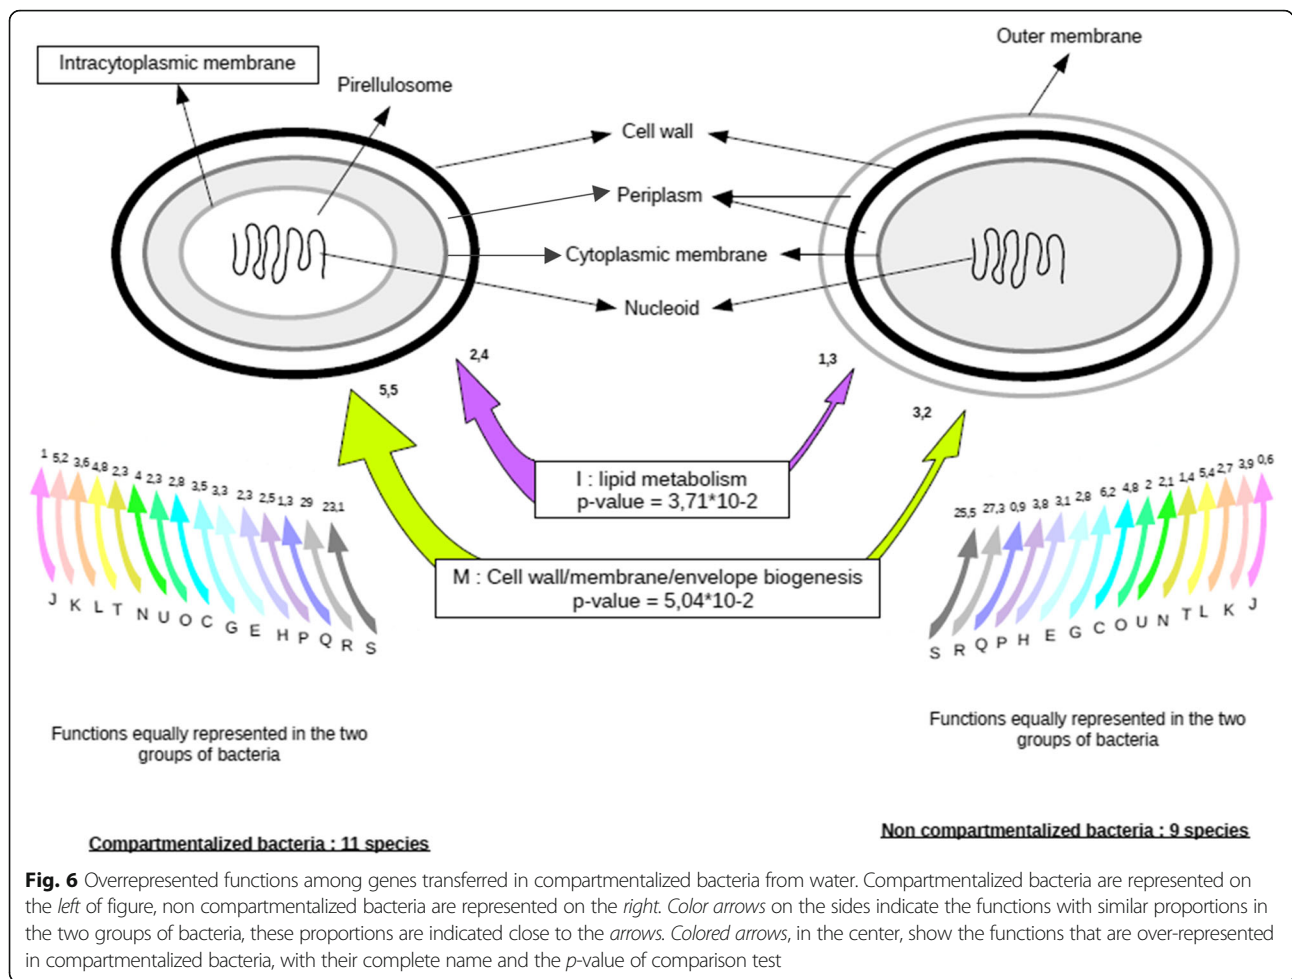 Outer membrane
Intracytoplasmic membrane
Pirellulosome
Cell wall
Periplasm
Cytoplasmic membrane
Nucleoid
2,4
1,3
5,5
3,2
I : lipid metabolism
p-value = 3,71*10-2
M : Cell wall/membrane/envelope biogenesis
p-value = 5,04*10-2
1 5,2 3,6 4,8 2,3 4 2,3 2,8 3,5 3,3 2,3 2,5 1,3 29 23,1
J K L T N U O C G E H P Q R S
25,5 27,3 0,9 3,8 3,1 2,8 6,2 4,8 2 2,1 1,4 5,4 2,7 3,9 0,6
S R Q P H E G C O U N T L K J
Functions equally represented in the two
groups of bacteria
Functions equally represented in the two
groups of bacteria
Compartmentalized bacteria : 11 species
Non compartmentalized bacteria : 9 species
Fig. 6 Overrepresented functions among genes transferred in compartmentalized bacteria from water. Compartmentalized bacteria are represented on
the left of figure, non compartmentalized bacteria are represented on the right. Color arrows on the sides indicate the functions with similar proportions in
the two groups of bacteria, these proportions are indicated close to the arrows. Colored arrows, in the center, show the functions that are over-represented
in compartmentalized bacteria, with their complete name and the p-value of comparison test